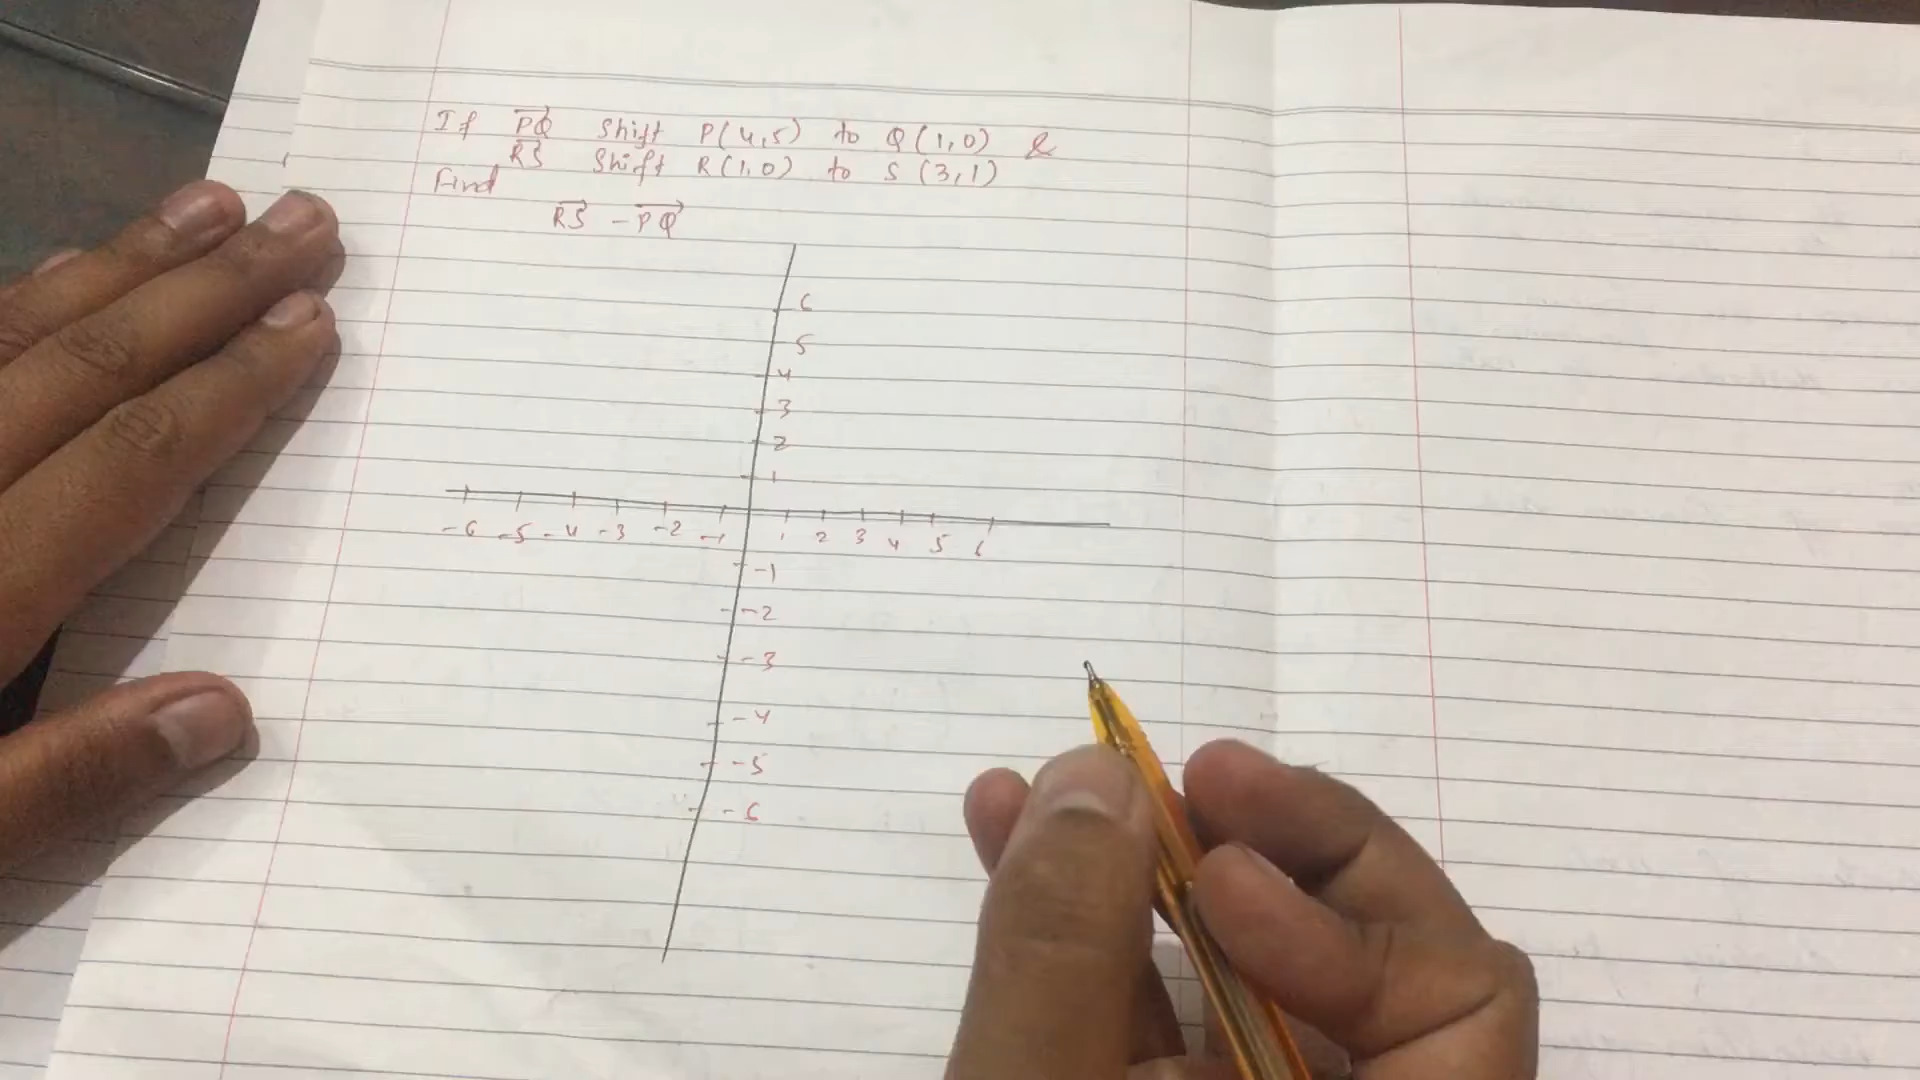 If PQ shift P(4,5) to Q(1,0) &
RS shift R(1,0) to S(3,1)
Find
RS - PQ
6
5
4
3
2
1
-6 -5 -4 -3 -2 -1 1 2 3 4 5 6
-1
-2
-3
-4
-5
-6